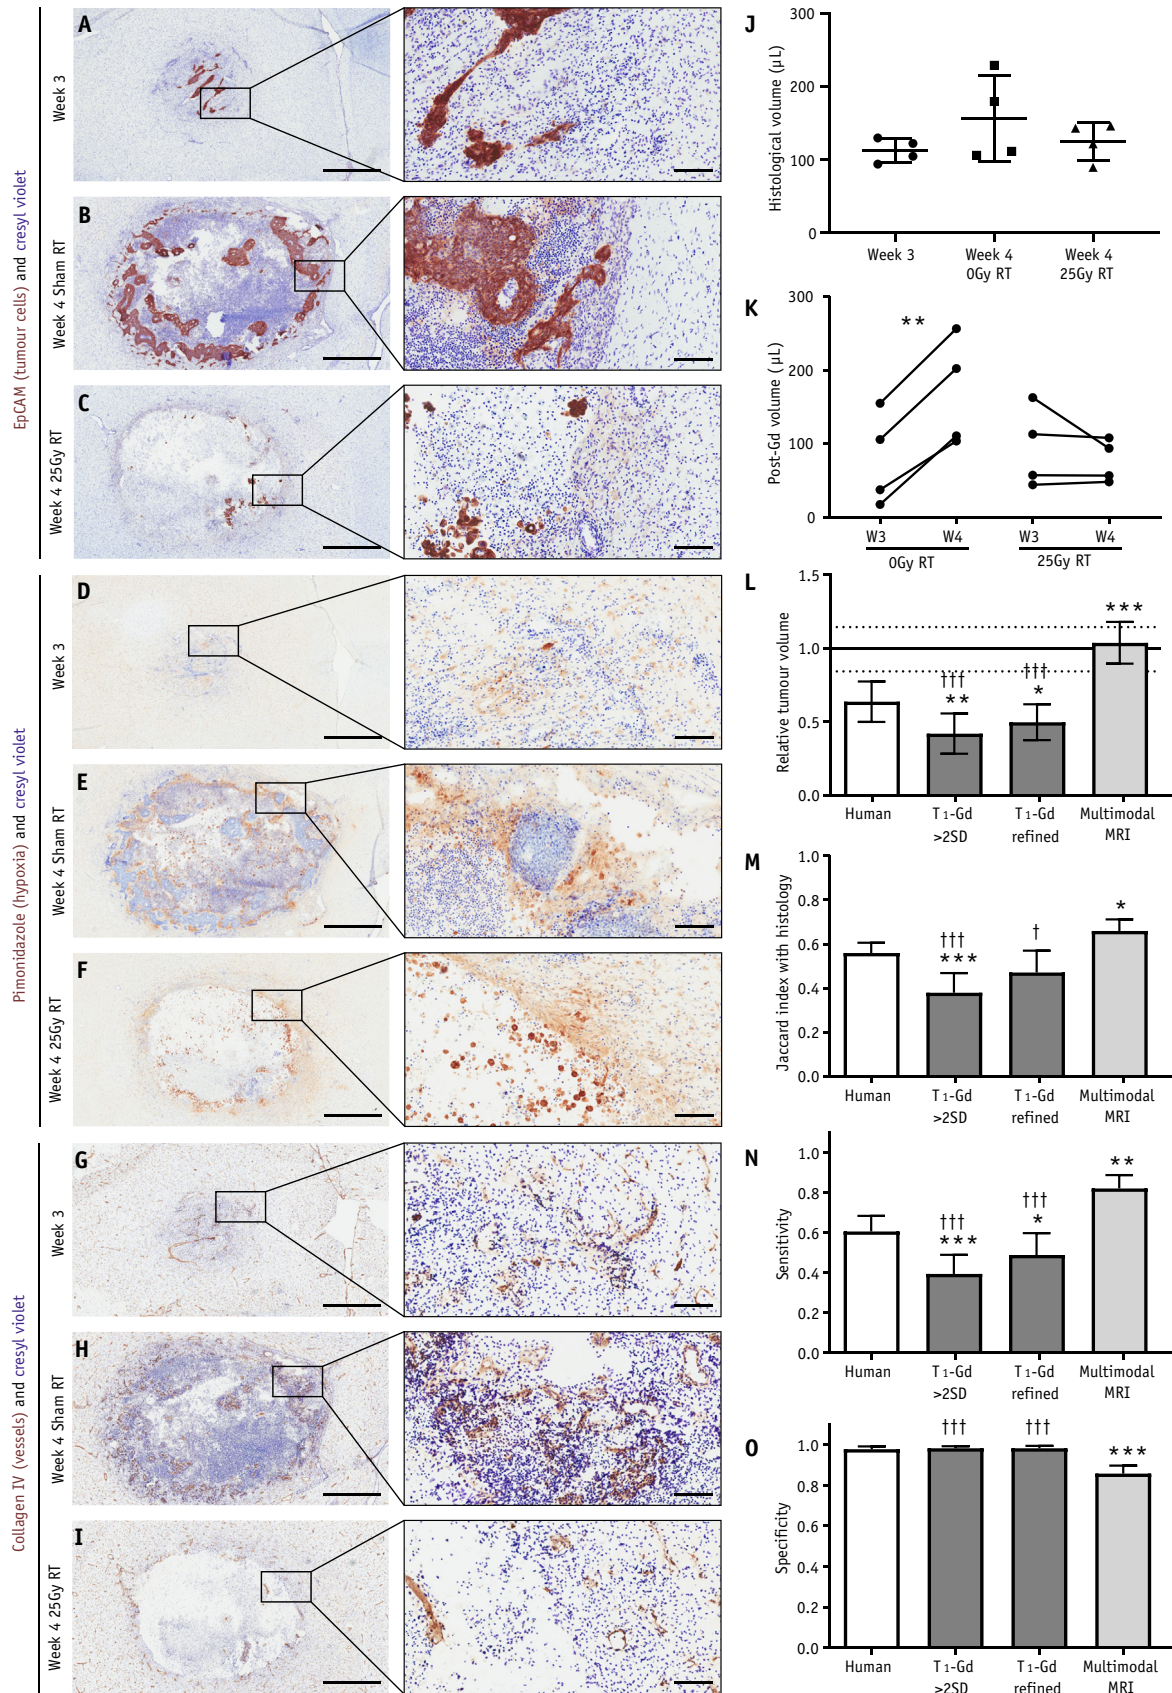 EpCAM (tumour cells) and cresyl violet
Week 3
A
Week 4 Sham RT
B
Week 4 25Gy RT
C
Pimonidazole (hypoxia) and cresyl violet
Week 3
D
Week 4 Sham RT
E
Week 4 25Gy RT
F
Collagen IV (vessels) and cresyl violet
Week 3
G
Week 4 Sham RT
H
Week 4 25Gy RT
I
J
Histological volume (µL)
300
200
100
0
Week 3
Week 4
0Gy RT
Week 4
25Gy RT
K
Post-Gd volume (µL)
300
200
100
0
**
W3
W4
W3
W4
0Gy RT
25Gy RT
L
Relative tumour volume
1.5
1.0
0.5
0.0
†††
**
†††
*
***
Human
T1-Gd
>2SD
T1-Gd
refined
Multimodal
MRI
M
Jaccard index with histology
1.0
0.8
0.6
0.4
0.2
0.0
†††
***
†
*
Human
T1-Gd
>2SD
T1-Gd
refined
Multimodal
MRI
N
Sensitivity
1.0
0.8
0.6
0.4
0.2
0.0
†††
***
†††
*
**
Human
T1-Gd
>2SD
T1-Gd
refined
Multimodal
MRI
O
Specificity
1.0
0.8
0.6
0.4
0.2
0.0
†††
†††
***
Human
T1-Gd
>2SD
T1-Gd
refined
Multimodal
MRI